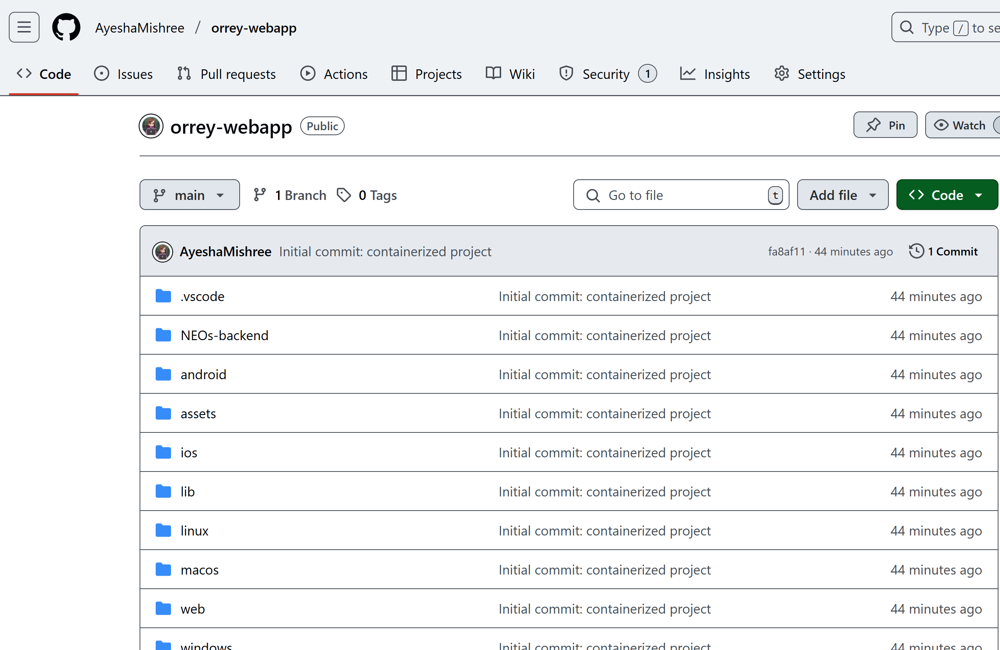 AyeshaMishree / orrey-webapp
Type / to se
Code Issues Pull requests Actions Projects Wiki Security 1 Insights Settings
orrey-webapp Public Pin Watch
main 1 Branch 0 Tags Go to file t Add file Code
AyeshaMishree Initial commit: containerized project fa8af11 · 44 minutes ago 1 Commit
.vscode Initial commit: containerized project 44 minutes ago
NEOs-backend Initial commit: containerized project 44 minutes ago
android Initial commit: containerized project 44 minutes ago
assets Initial commit: containerized project 44 minutes ago
ios Initial commit: containerized project 44 minutes ago
lib Initial commit: containerized project 44 minutes ago
linux Initial commit: containerized project 44 minutes ago
macos Initial commit: containerized project 44 minutes ago
web Initial commit: containerized project 44 minutes ago
windows Initial commit: containerized project 44 minutes ago